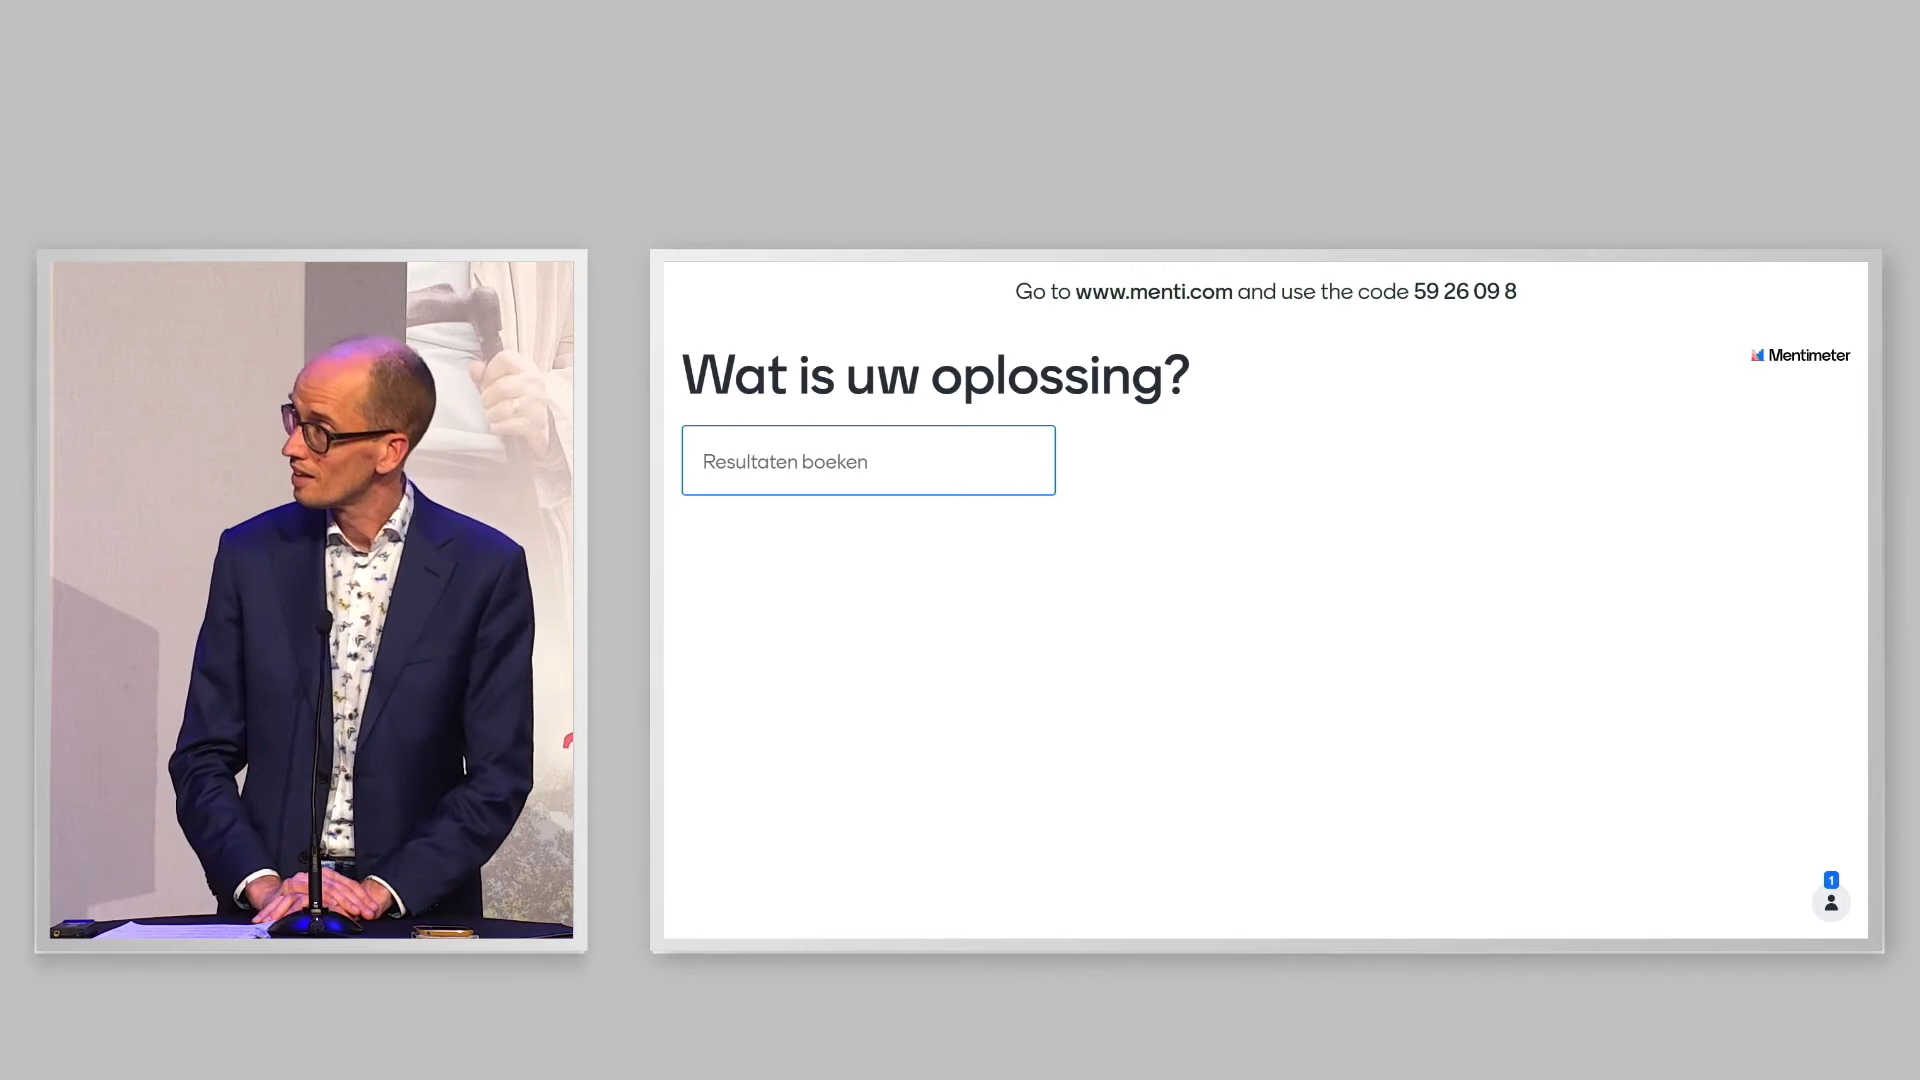 Go to www.menti.com and use the code 59 26 09 8
Wat is uw oplossing?
Mentimeter
Resultaten boeken
1